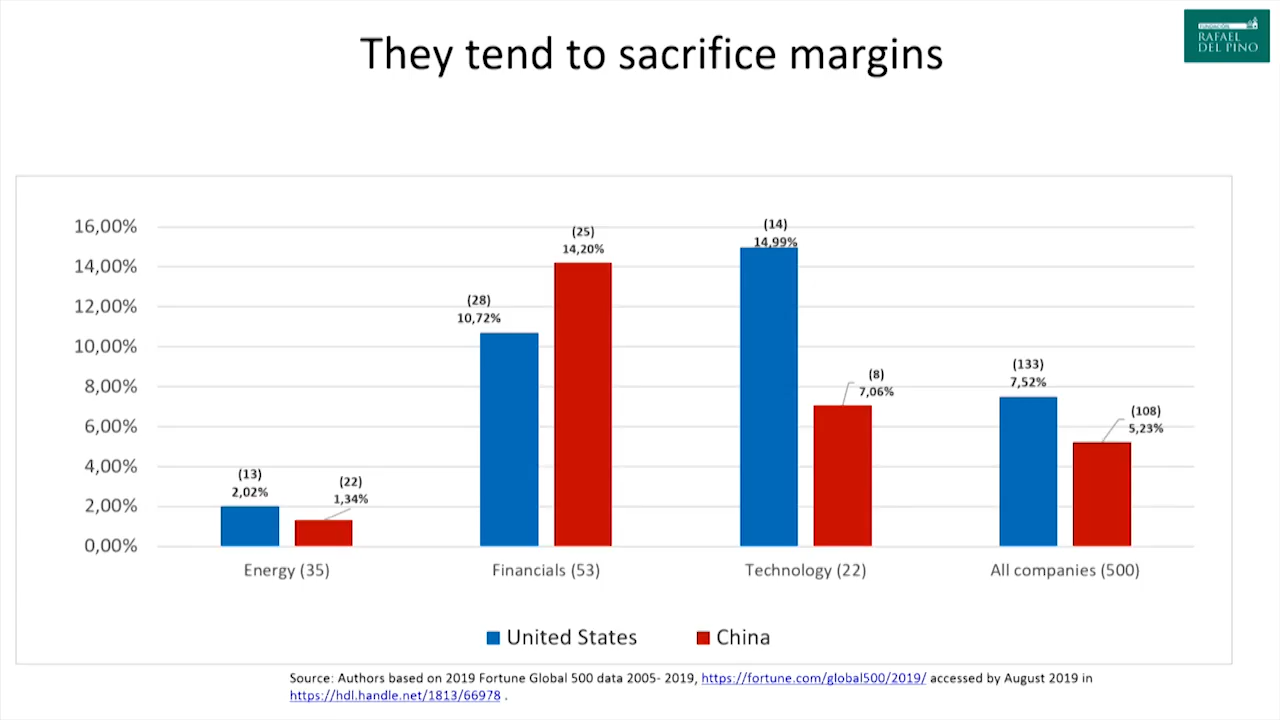 FUNDACIÓN
RAFAEL
DEL PINO
They tend to sacrifice margins
16,00%
14,00%
12,00%
10,00%
8,00%
6,00%
4,00%
2,00%
0,00%
(13)
2,02%
(22)
1,34%
(28)
10,72%
(25)
14,20%
(14)
14,99%
(8)
7,06%
(133)
7,52%
(108)
5,23%
Energy (35)
Financials (53)
Technology (22)
All companies (500)
United States
China
Source: Authors based on 2019 Fortune Global 500 data 2005- 2019, https://fortune.com/global500/2019/ accessed by August 2019 in
https://hdl.handle.net/1813/66978 .